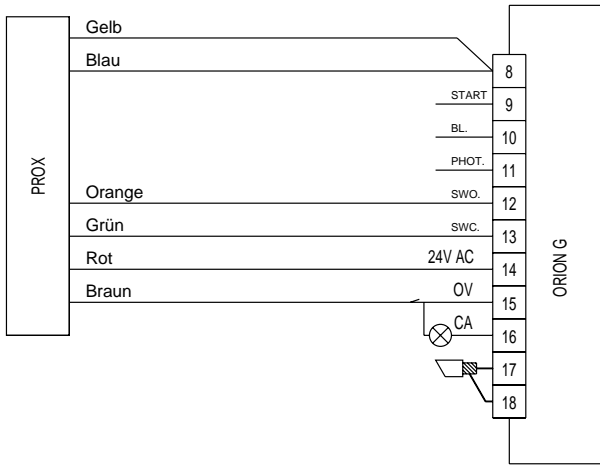 Gelb
Blau
8
START
9
BL.
10
PHOT.
11
PROX
Orange
SWO.
12
Grün
SWC.
13
ORION G
Rot
24V AC
14
Braun
OV
15
CA
16
17
18